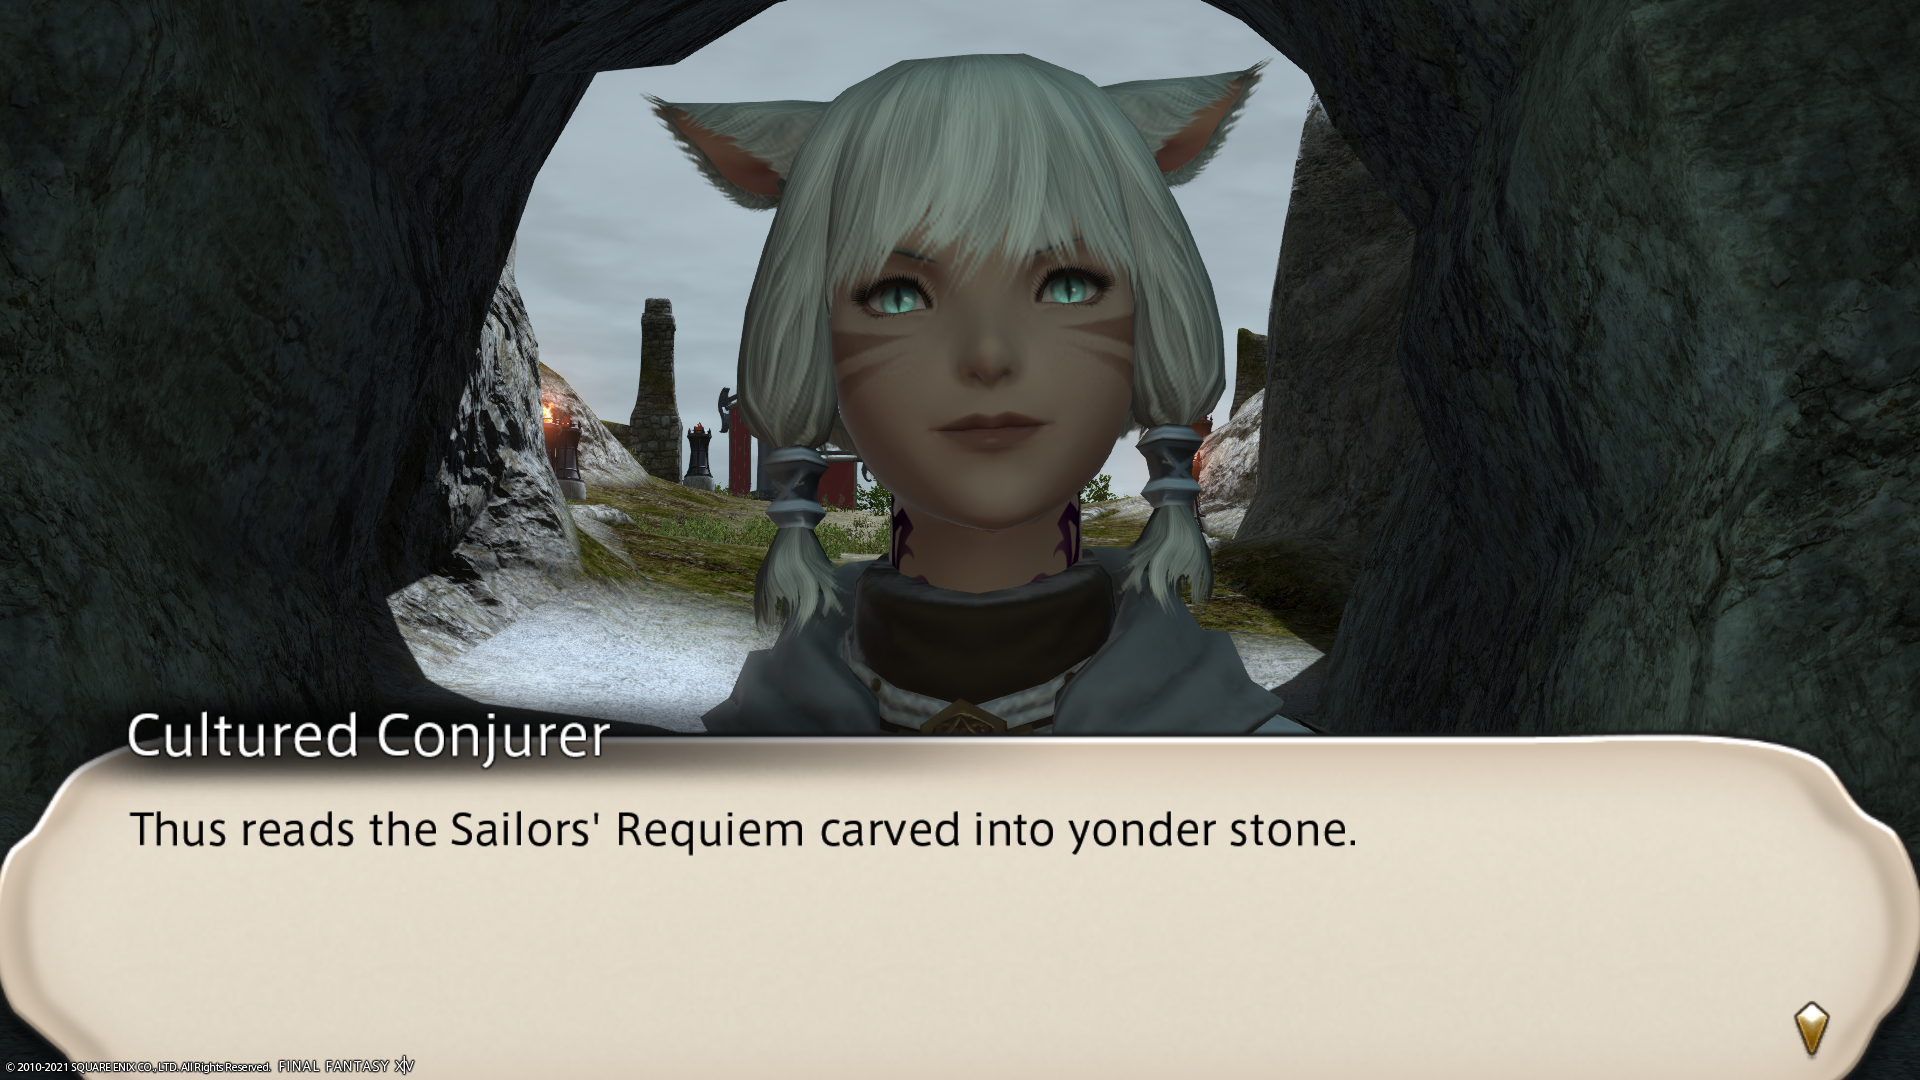 Cultured Conjurer
Thus reads the Sailors' Requiem carved into yonder stone.
© 2010-2021 SQUARE ENIX CO., LTD. All Rights Reserved. FINAL FANTASY XIV